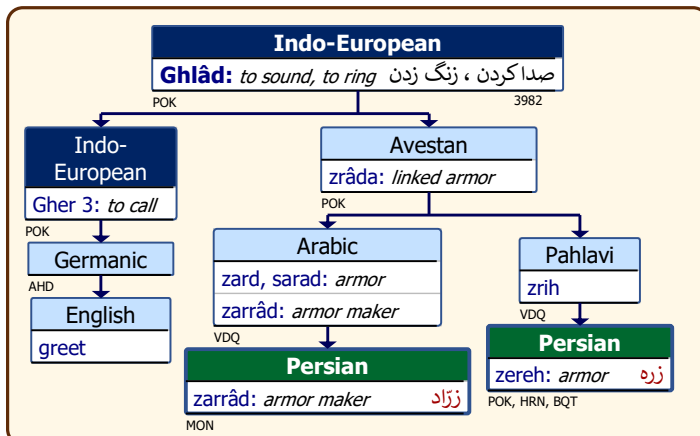 Indo-European
Ghlâd: to sound, to ring صدا کردن ، زنگ زدن
POK 3982
Indo-
European
Gher 3: to call
POK
Germanic
AHD
English
greet
Avestan
zrâda: linked armor
POK
Arabic
zard, sarad: armor
zarrâd: armor maker
VDQ
Persian
zarrâd: armor maker زرّاد
MON
Pahlavi
zrih
VDQ
Persian
zereh: armor زره
POK, HRN, BQT